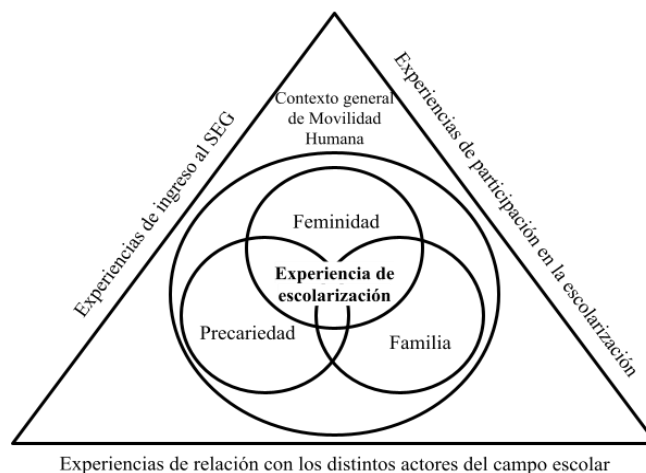 Contexto general
de Movilidad
Humana
Experiencias de ingreso al SEG
Experiencias de participación en la escolarización
Feminidad
Experiencia de
escolarización
Precariedad
Familia
Experiencias de relación con los distintos actores del campo escolar